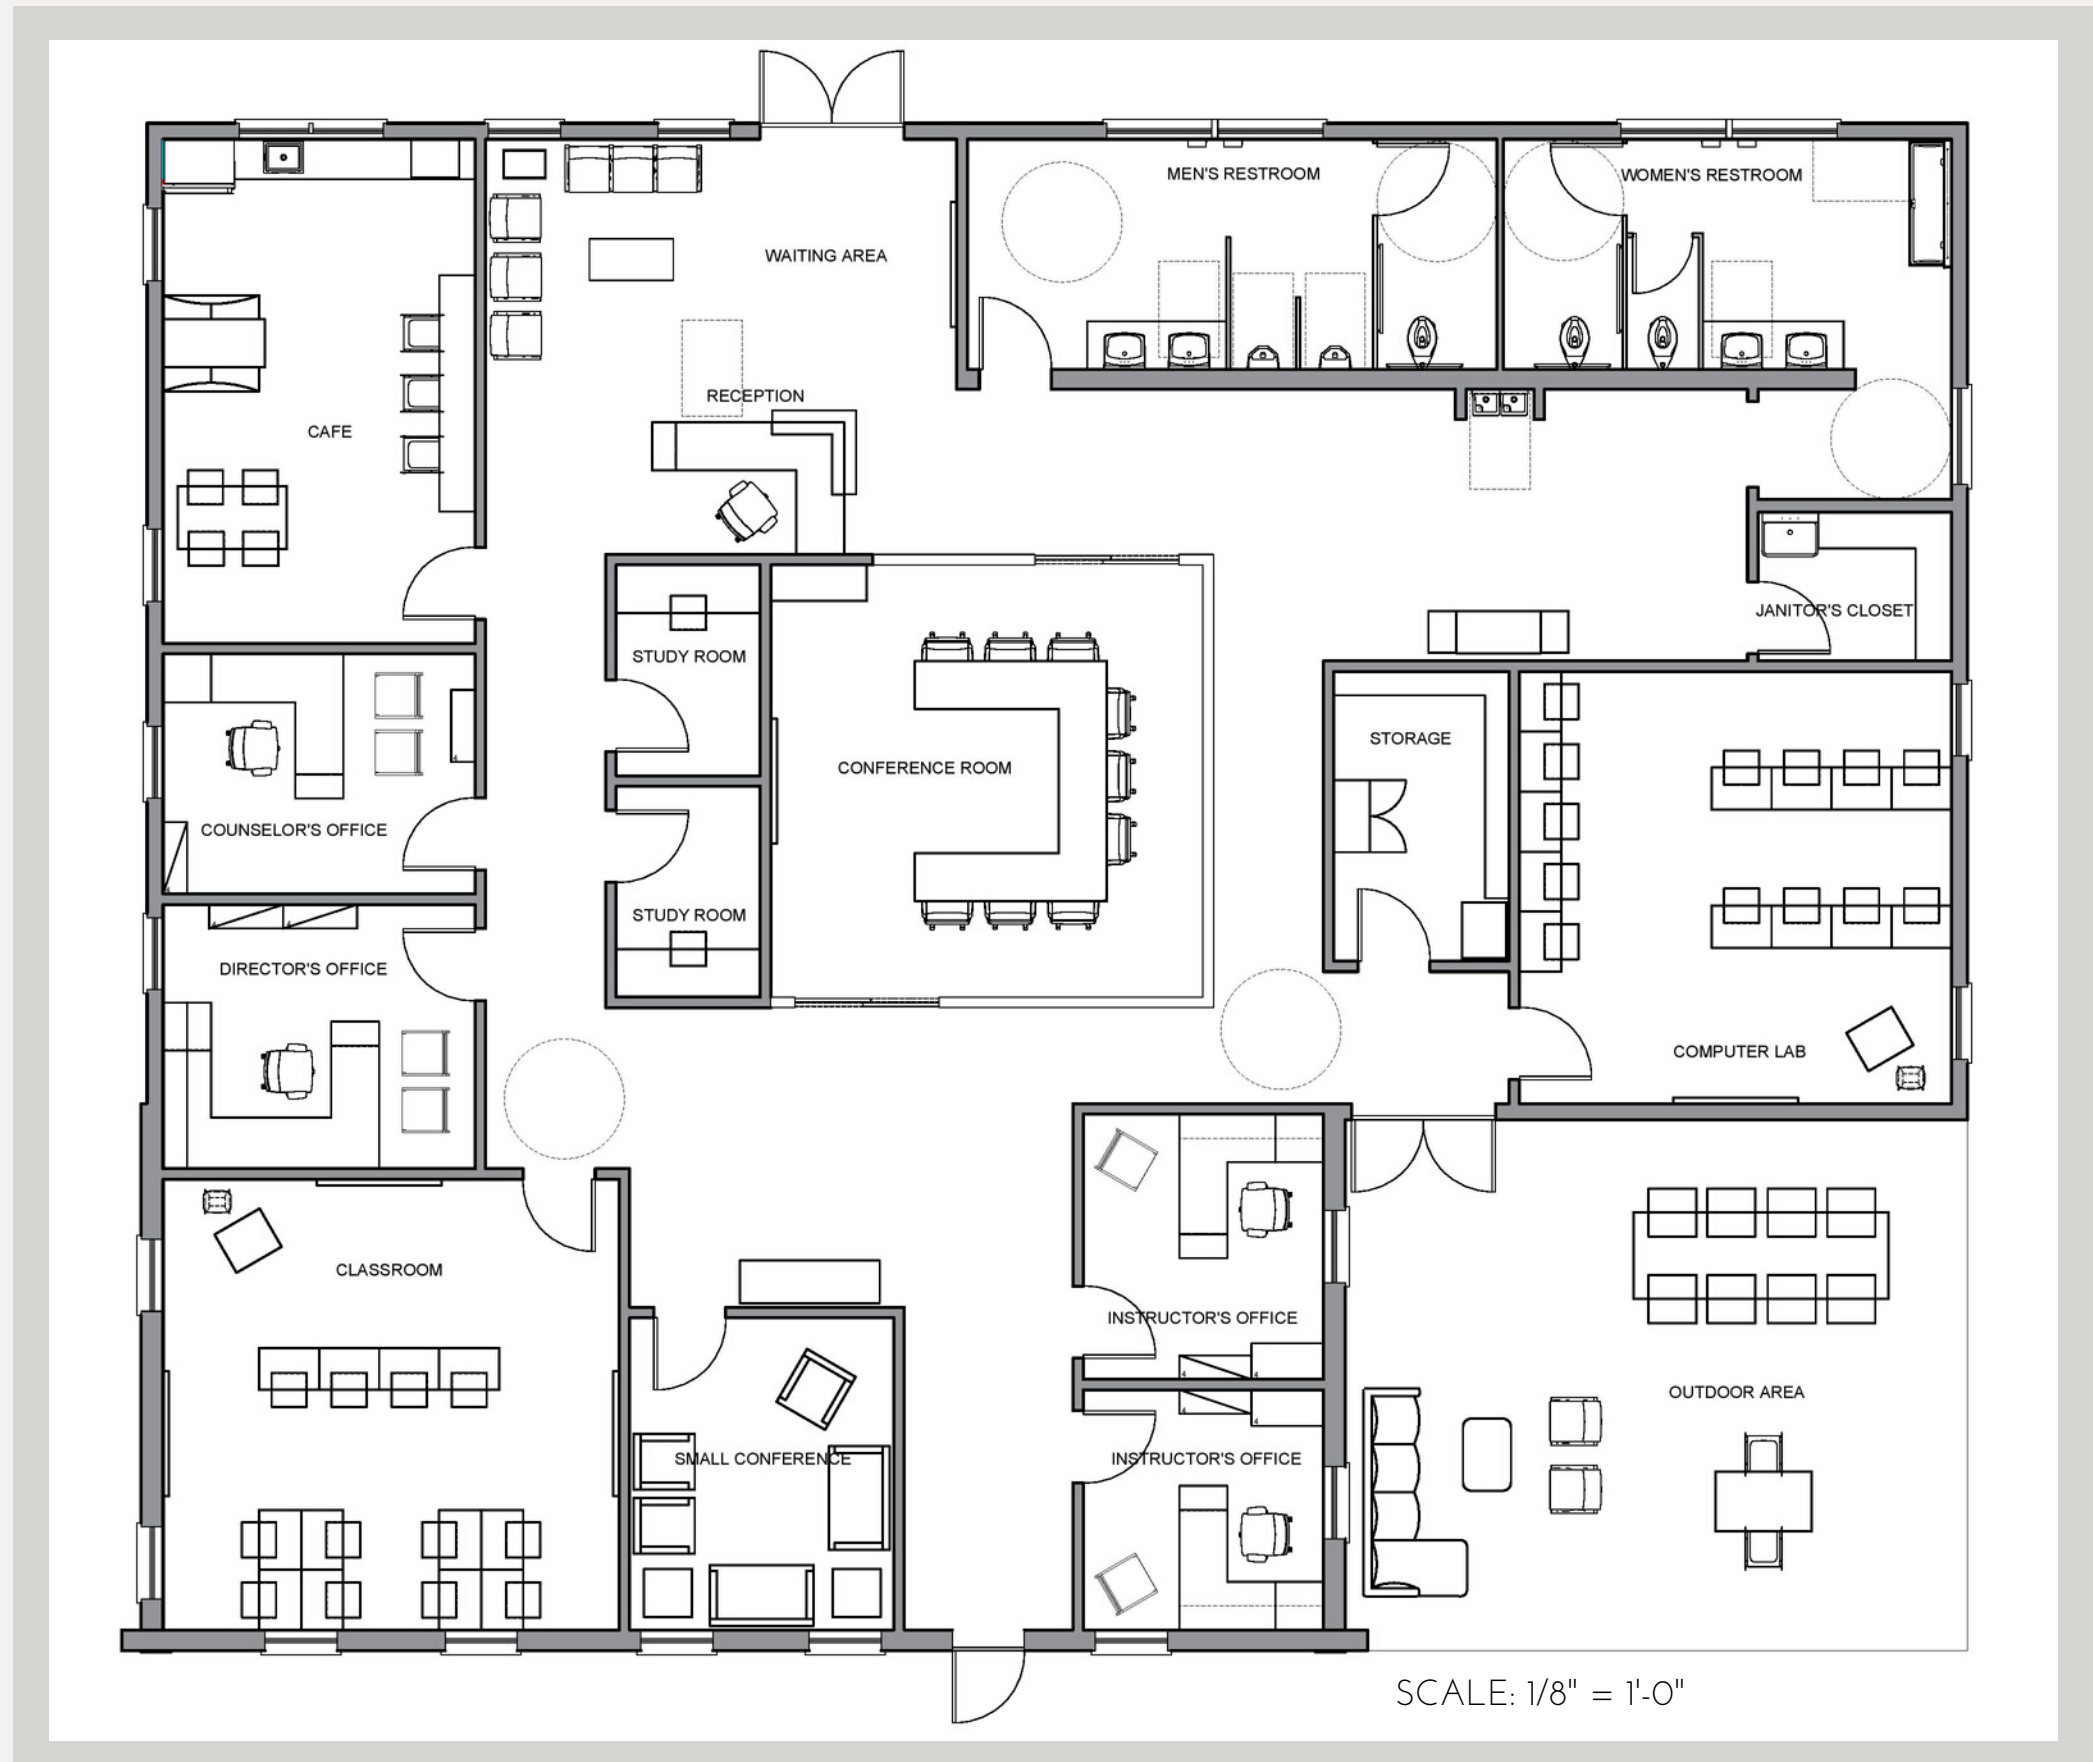 MEN'S RESTROOM
WOMEN'S RESTROOM
WAITING AREA
RECEPTION
CAFE
JANITOR'S CLOSET
STUDY ROOM
STORAGE
CONFERENCE ROOM
COUNSELOR'S OFFICE
STUDY ROOM
DIRECTOR'S OFFICE
COMPUTER LAB
CLASSROOM
INSTRUCTOR'S OFFICE
OUTDOOR AREA
SMALL CONFERENCE
INSTRUCTOR'S OFFICE
SCALE: 1/8" = 1'-0"